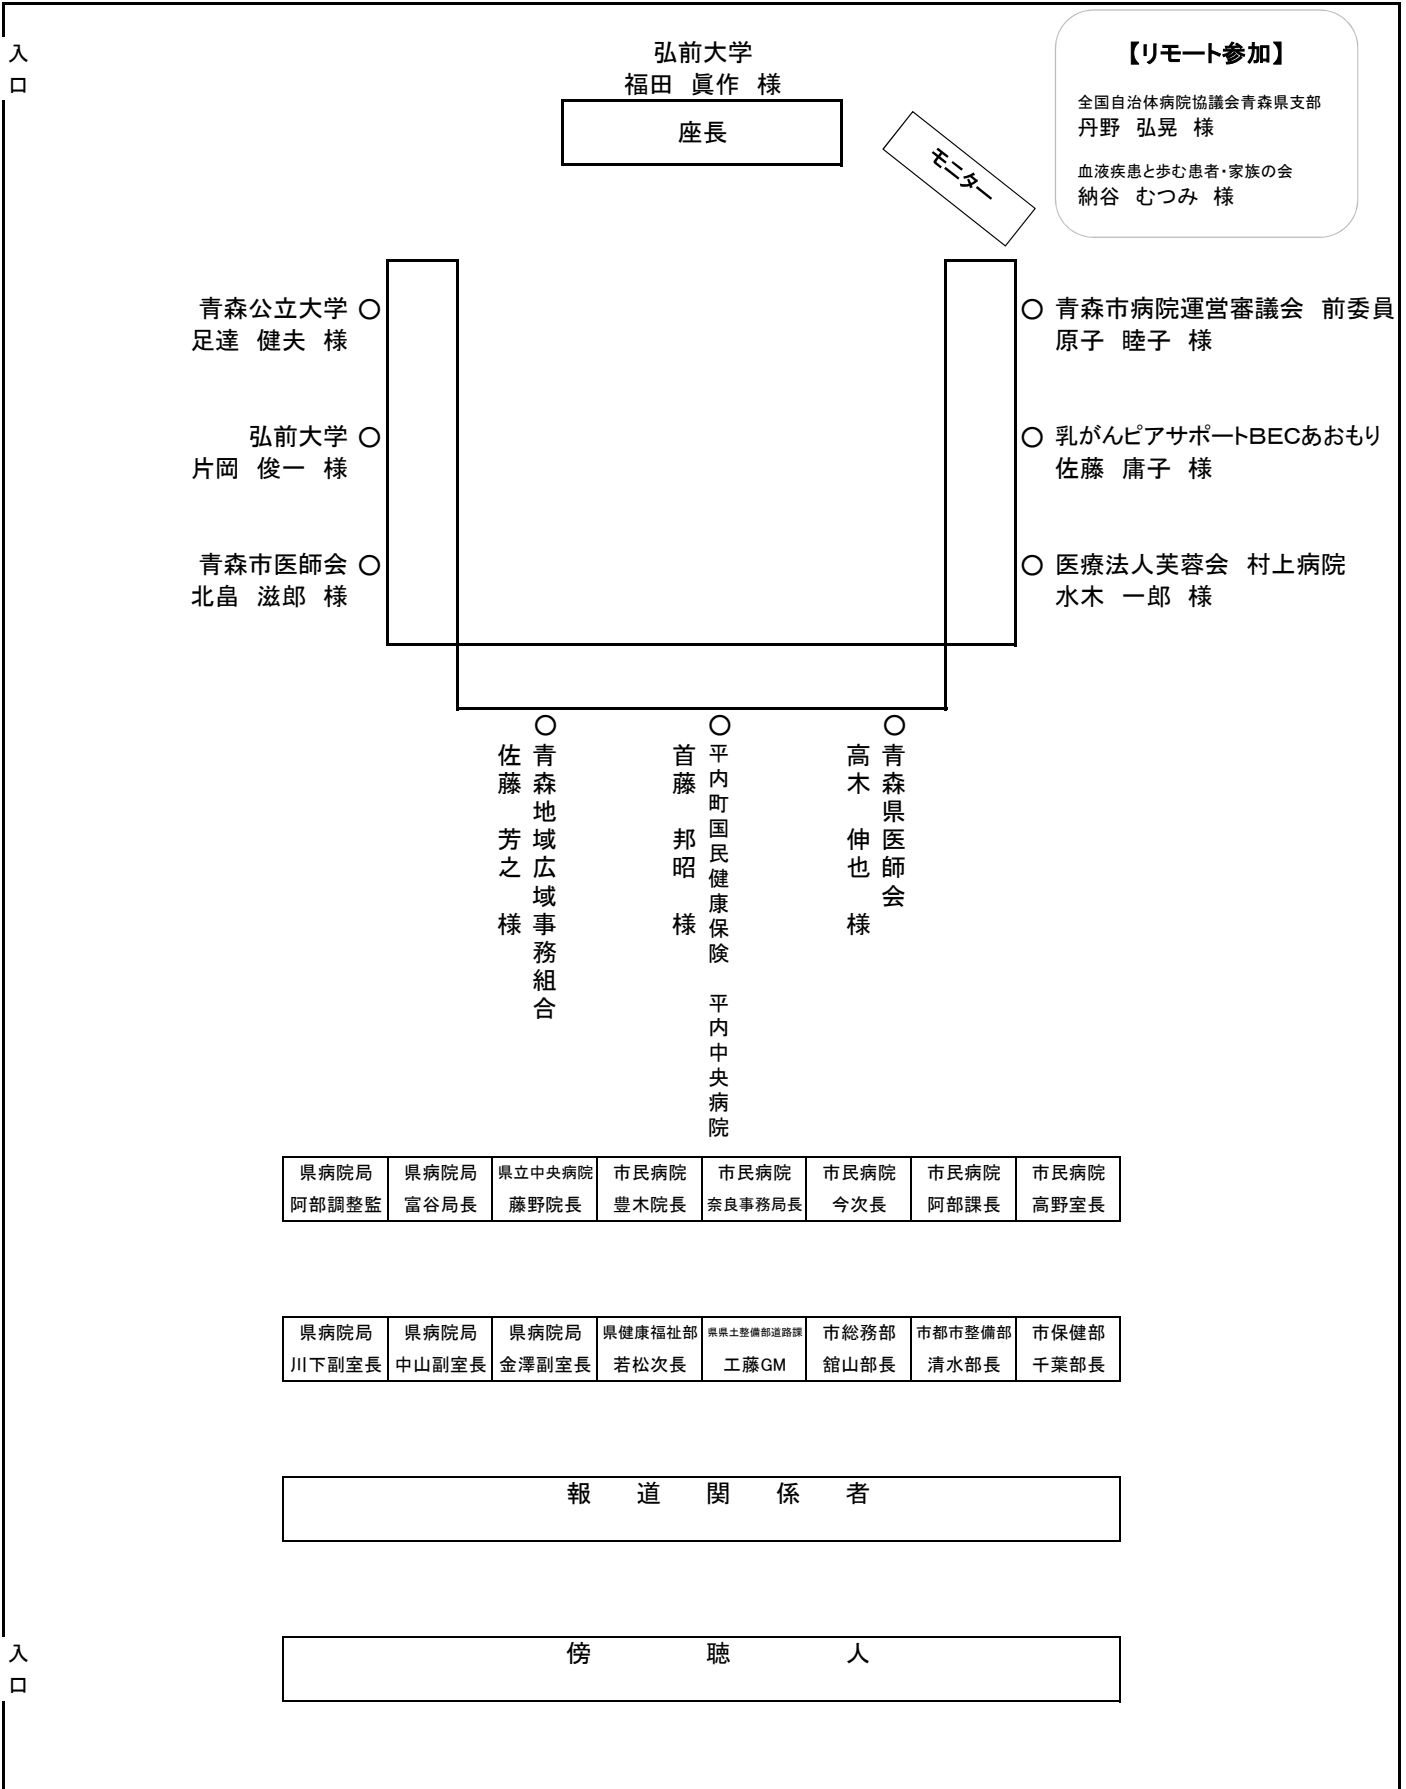 入
口
弘前大学
福田　眞作　様
座長
モニター
【リモート参加】
全国自治体病院協議会青森県支部
丹野　弘晃　様
血液疾患と歩む患者・家族の会
納谷　むつみ　様
青森公立大学 ○
足達　健夫　様
弘前大学 ○
片岡　俊一　様
青森市医師会 ○
北畠　滋郎　様
○ 青森市病院運営審議会　前委員
原子　睦子　様
○ 乳がんピアサポートBECあおもり
佐藤　庸子　様
○ 医療法人芙蓉会　村上病院
水木　一郎　様
○青森地域広域事務組合
佐藤　芳之　様
○平内町国民健康保険　平内中央病院
首藤　邦昭　様
○青森県医師会
高木　伸也　様
県病院局 県病院局 県立中央病院 市民病院 市民病院 市民病院 市民病院 市民病院
阿部調整監 富谷局長 藤野院長 豊木院長 奈良事務局長 今次長 阿部課長 高野室長
県病院局 県病院局 県病院局 県健康福祉部 県県土整備部道路課 市総務部 市都市整備部 市保健部
川下副室長 中山副室長 金澤副室長 若松次長 工藤GM 舘山部長 清水部長 千葉部長
報　道　関　係　者
傍　聴　人
入
口